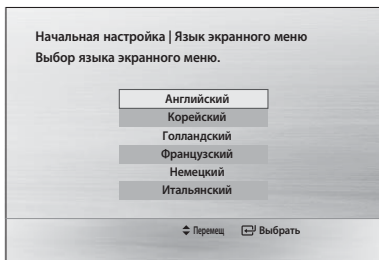 Начальная настройка | Язык экранного меню
Выбор языка экранного меню.
Английский
Корейский
Голландский
Французский
Немецкий
Итальянский
Перемещ Выбрать